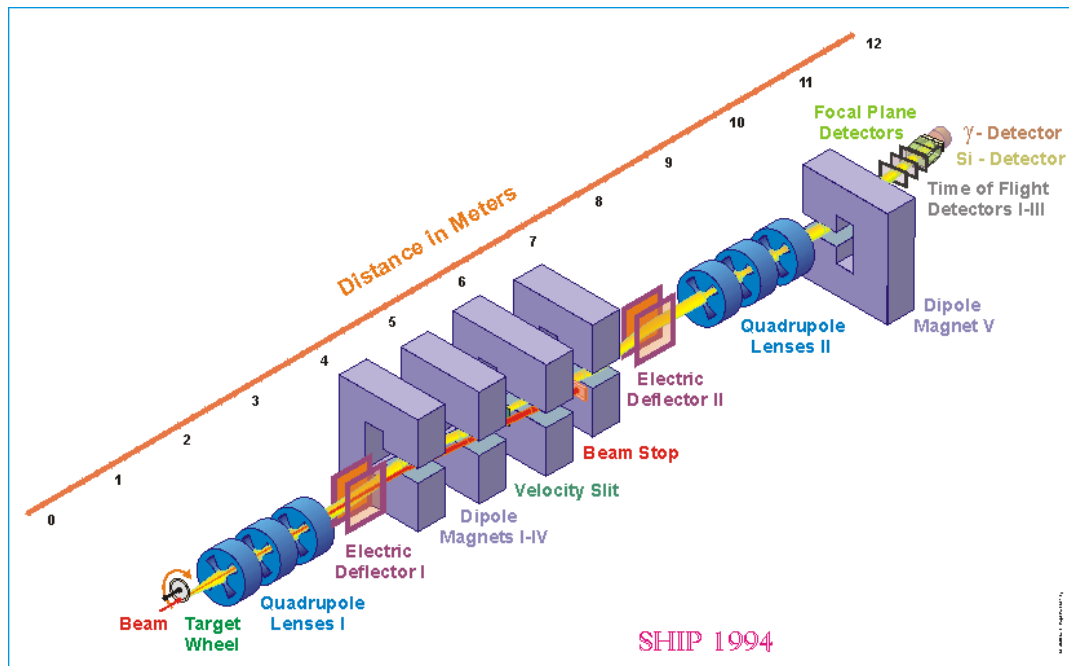 12
11
10
9
8
7
6
5
4
3
2
1
0
Distance in Meters
Focal Plane
Detectors
γ - Detector
Si - Detector
Time of Flight
Detectors I-III
Dipole
Magnet V
Quadrupole
Lenses II
Electric
Deflector II
Beam Stop
Velocity Slit
Dipole
Magnets I-IV
Electric
Deflector I
Quadrupole
Lenses I
Beam
Target
Wheel
SHIP 1994